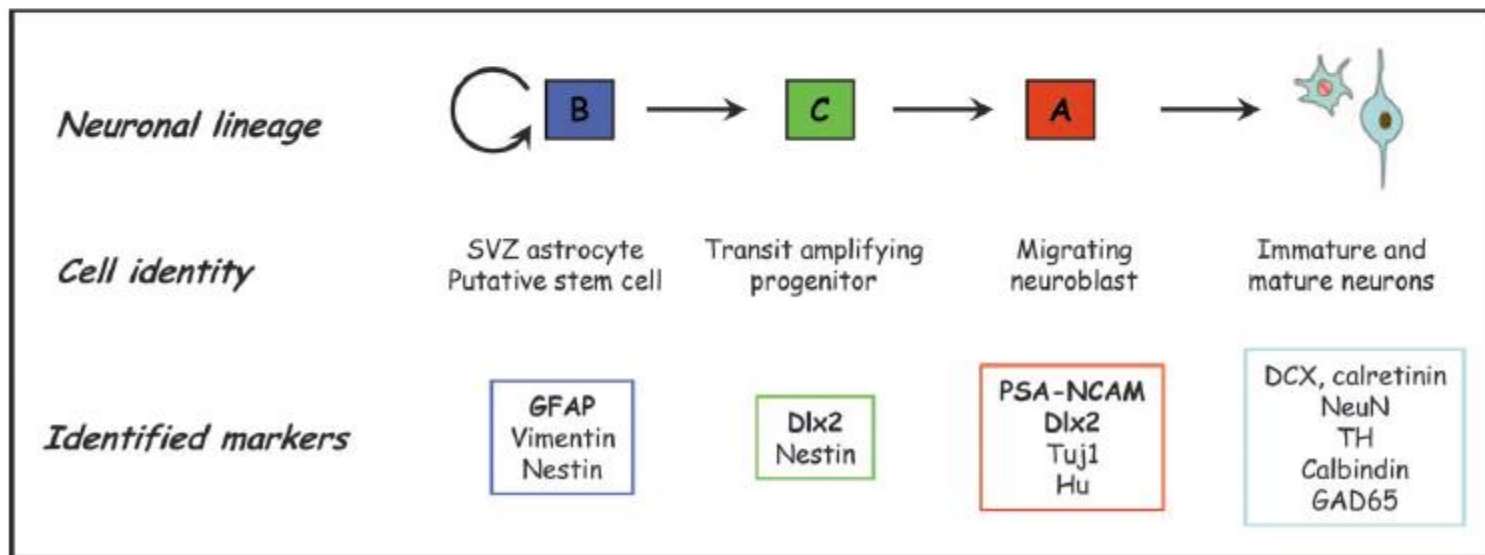 Neuronal lineage
B
C
A
Cell identity
SVZ astrocyte
Putative stem cell
Transit amplifying
progenitor
Migrating
neuroblast
Immature and
mature neurons
Identified markers
GFAP
Vimentin
Nestin
Dlx2
Nestin
PSA-NCAM
Dlx2
Tuj1
Hu
DCX, calretinin
NeuN
TH
Calbindin
GAD65